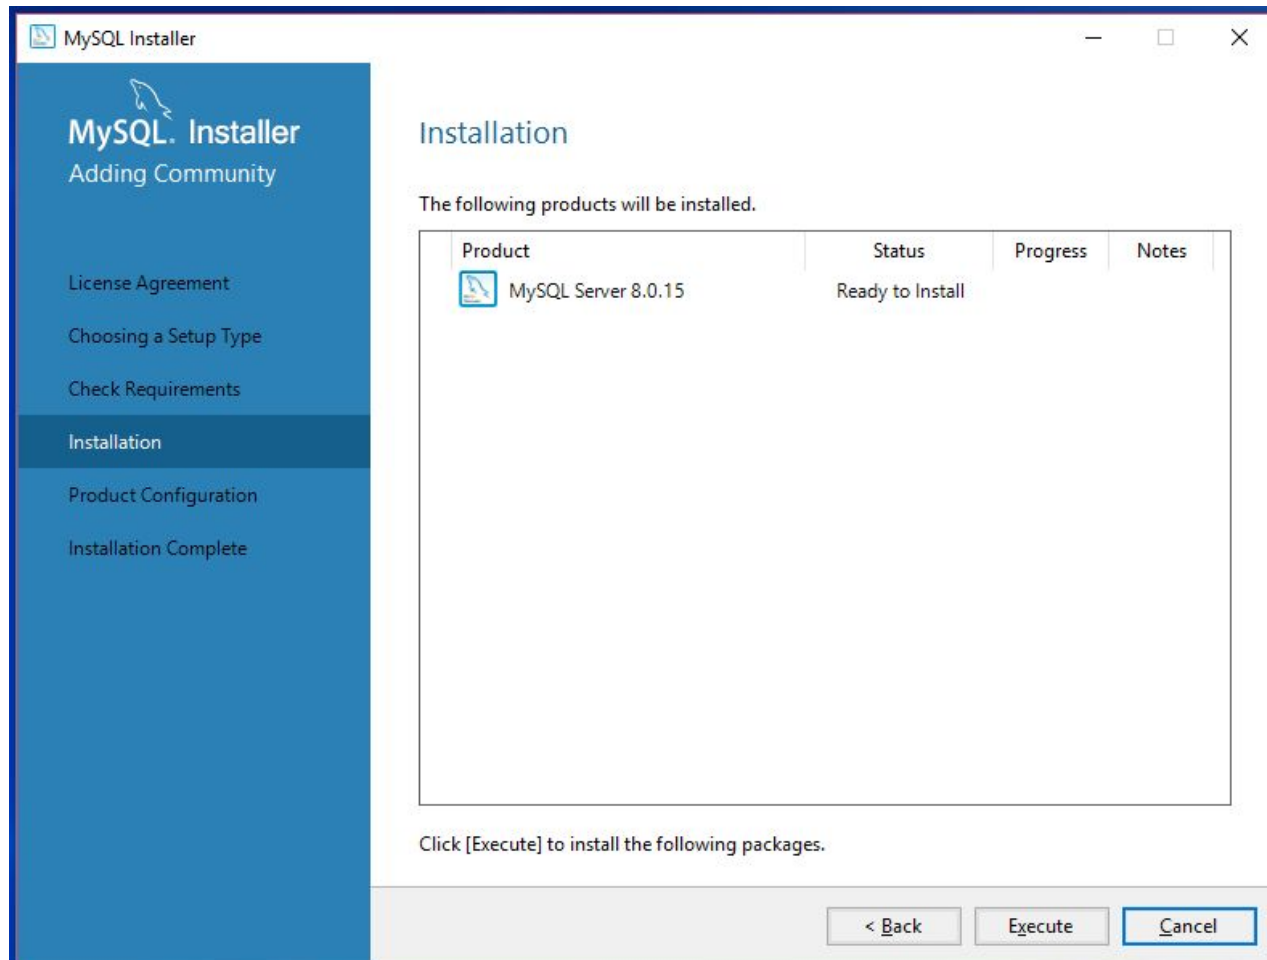 MySQL Installer
MySQL. Installer
Adding Community
License Agreement
Choosing a Setup Type
Check Requirements
Installation
Product Configuration
Installation Complete
Installation
The following products will be installed.
Product Status Progress Notes
MySQL Server 8.0.15 Ready to Install
Click [Execute] to install the following packages.
< Back Execute Cancel